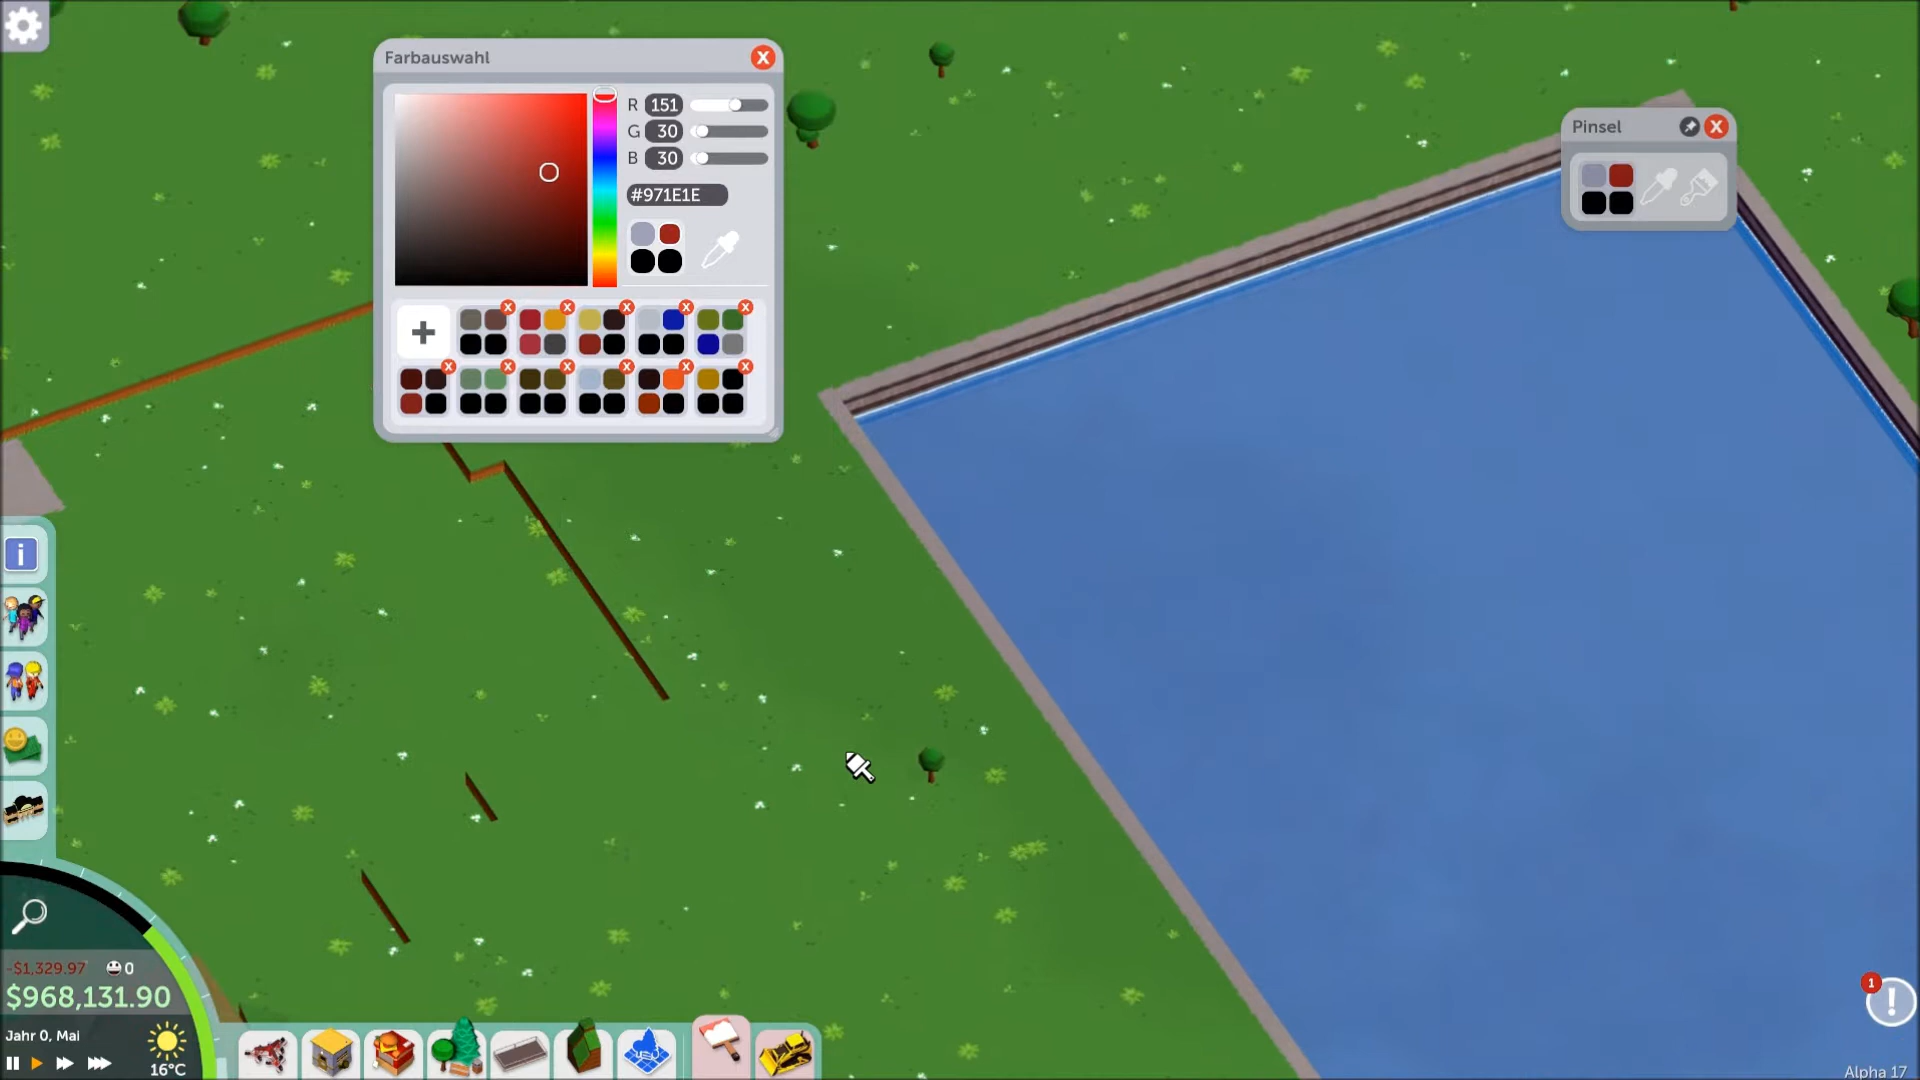 Farbauswahl
X
R 151
G 30
B 30
#971E1E
X X X X X
+
X X X X X X
Pinsel
X
i
-$1,329.97 0
$968,131.90
Jahr 0, Mai
16°C
1
!
Alpha 17